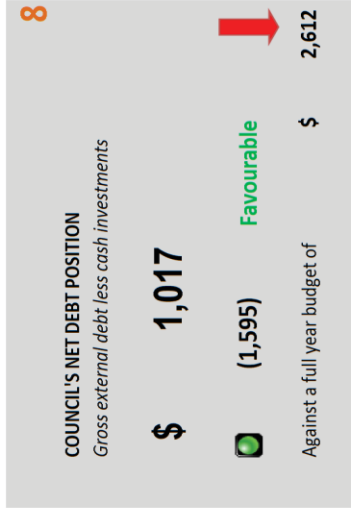 8
COUNCIL'S NET DEBT POSITION
Gross external debt less cash investments
$ 1,017
(1,595) Favourable
Against a full year budget of $ 2,612